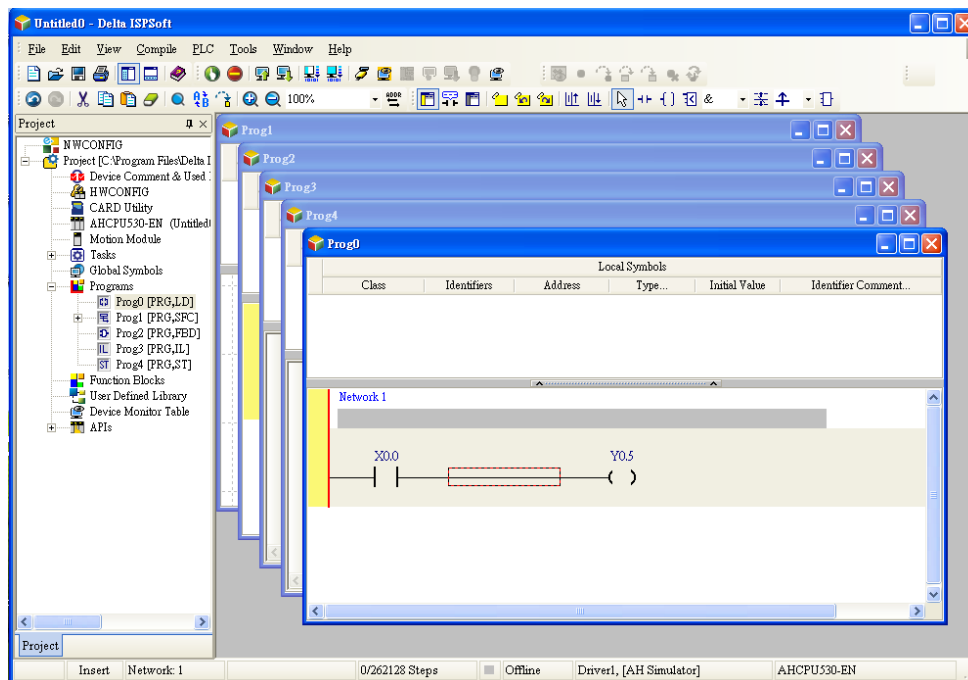 Untitled0 - Delta ISPSoft
File Edit View Compile PLC Tools Window Help
100%
ADDR
&
Project
NWCONFIG
Project [C:\Program Files\Delta I
Device Comment & Used
HWCONFIG
CARD Utility
AHCPU530-EN (Untitled
Motion Module
Tasks
Global Symbols
Programs
Prog0 [PRG,LD]
Prog1 [PRG,SFC]
Prog2 [PRG,FBD]
IL Prog3 [PRG,IL]
ST Prog4 [PRG,ST]
Function Blocks
User Defined Library
Device Monitor Table
APIs
Project
Prog1
Prog2
Prog3
Prog4
Prog0
Local Symbols
Class Identifiers Address Type... Initial Value Identifier Comment...
Network 1
X0.0 Y0.5
Insert Network: 1 0/262128 Steps Offline Driver1, [AH Simulator] AHCPU530-EN